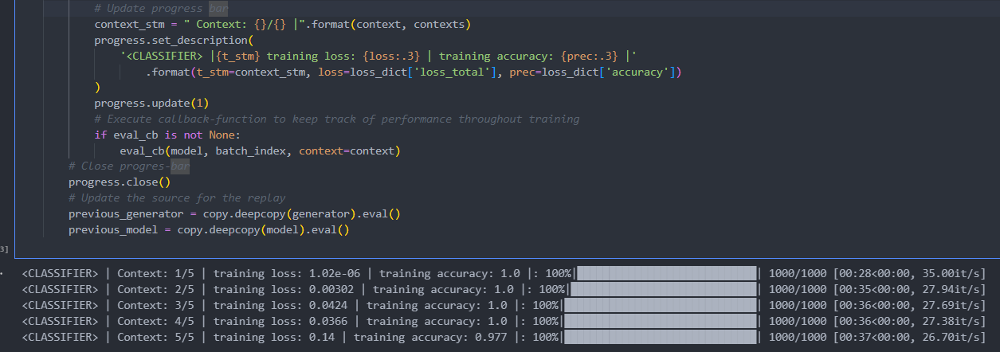 # Update progress bar
context_stm = " Context: {}/{} |".format(context, contexts)
progress.set_description(
'<CLASSIFIER> |{t_stm} training loss: {loss:.3} | training accuracy: {prec:.3} |'
.format(t_stm=context_stm, loss=loss_dict['loss_total'], prec=loss_dict['accuracy'])
)
progress.update(1)
# Execute callback-function to keep track of performance throughout training
if eval_cb is not None:
eval_cb(model, batch_index, context=context)
# Close progres-bar
progress.close()
# Update the source for the replay
previous_generator = copy.deepcopy(generator).eval()
previous_model = copy.deepcopy(model).eval()
3]
<CLASSIFIER> | Context: 1/5 | training loss: 1.02e-06 | training accuracy: 1.0 |: 100%| | 1000/1000 [00:28<00:00, 35.00it/s]
<CLASSIFIER> | Context: 2/5 | training loss: 0.00302 | training accuracy: 1.0 |: 100%| | 1000/1000 [00:35<00:00, 27.94it/s]
<CLASSIFIER> | Context: 3/5 | training loss: 0.0424 | training accuracy: 1.0 |: 100%| | 1000/1000 [00:36<00:00, 27.69it/s]
<CLASSIFIER> | Context: 4/5 | training loss: 0.0366 | training accuracy: 1.0 |: 100%| | 1000/1000 [00:36<00:00, 27.38it/s]
<CLASSIFIER> | Context: 5/5 | training loss: 0.14 | training accuracy: 0.977 |: 100%| | 1000/1000 [00:37<00:00, 26.70it/s]